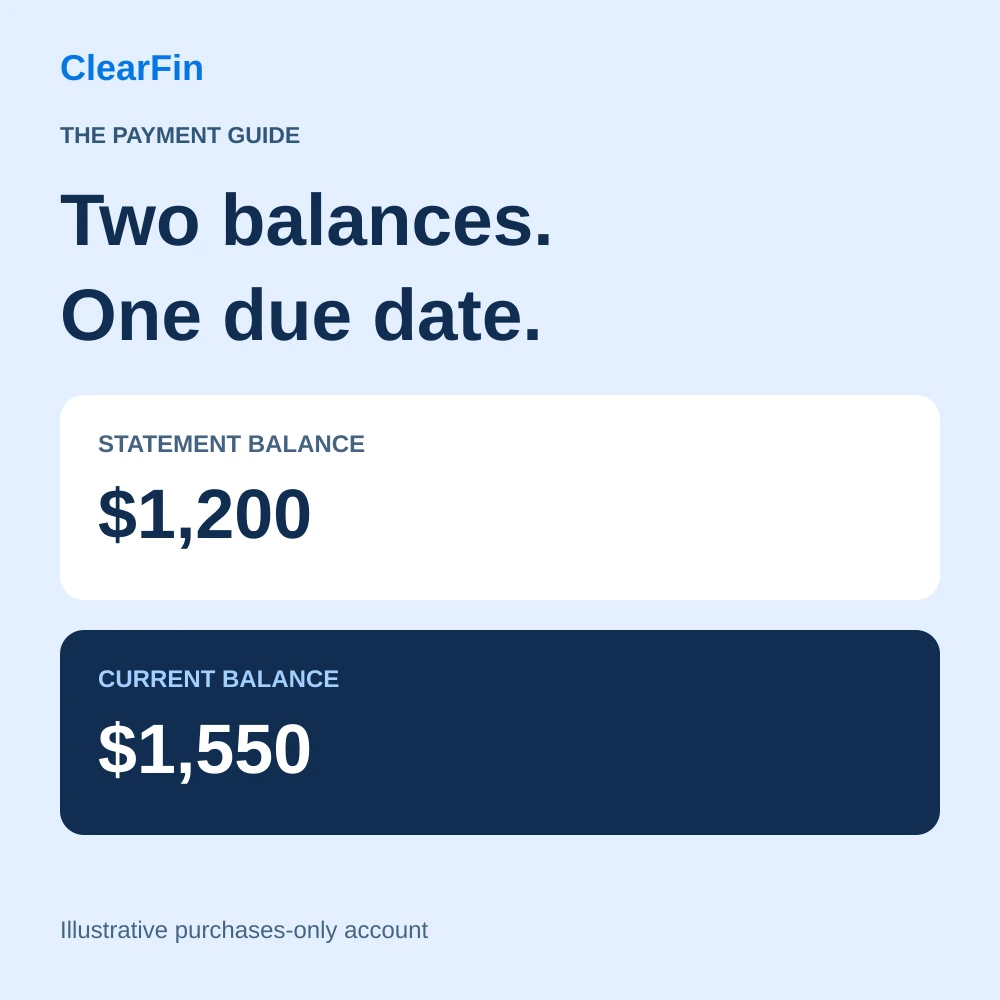 ClearFin
THE PAYMENT GUIDE
Two balances.
One due date.
STATEMENT BALANCE
$1,200
CURRENT BALANCE
$1,550
Illustrative purchases-only account